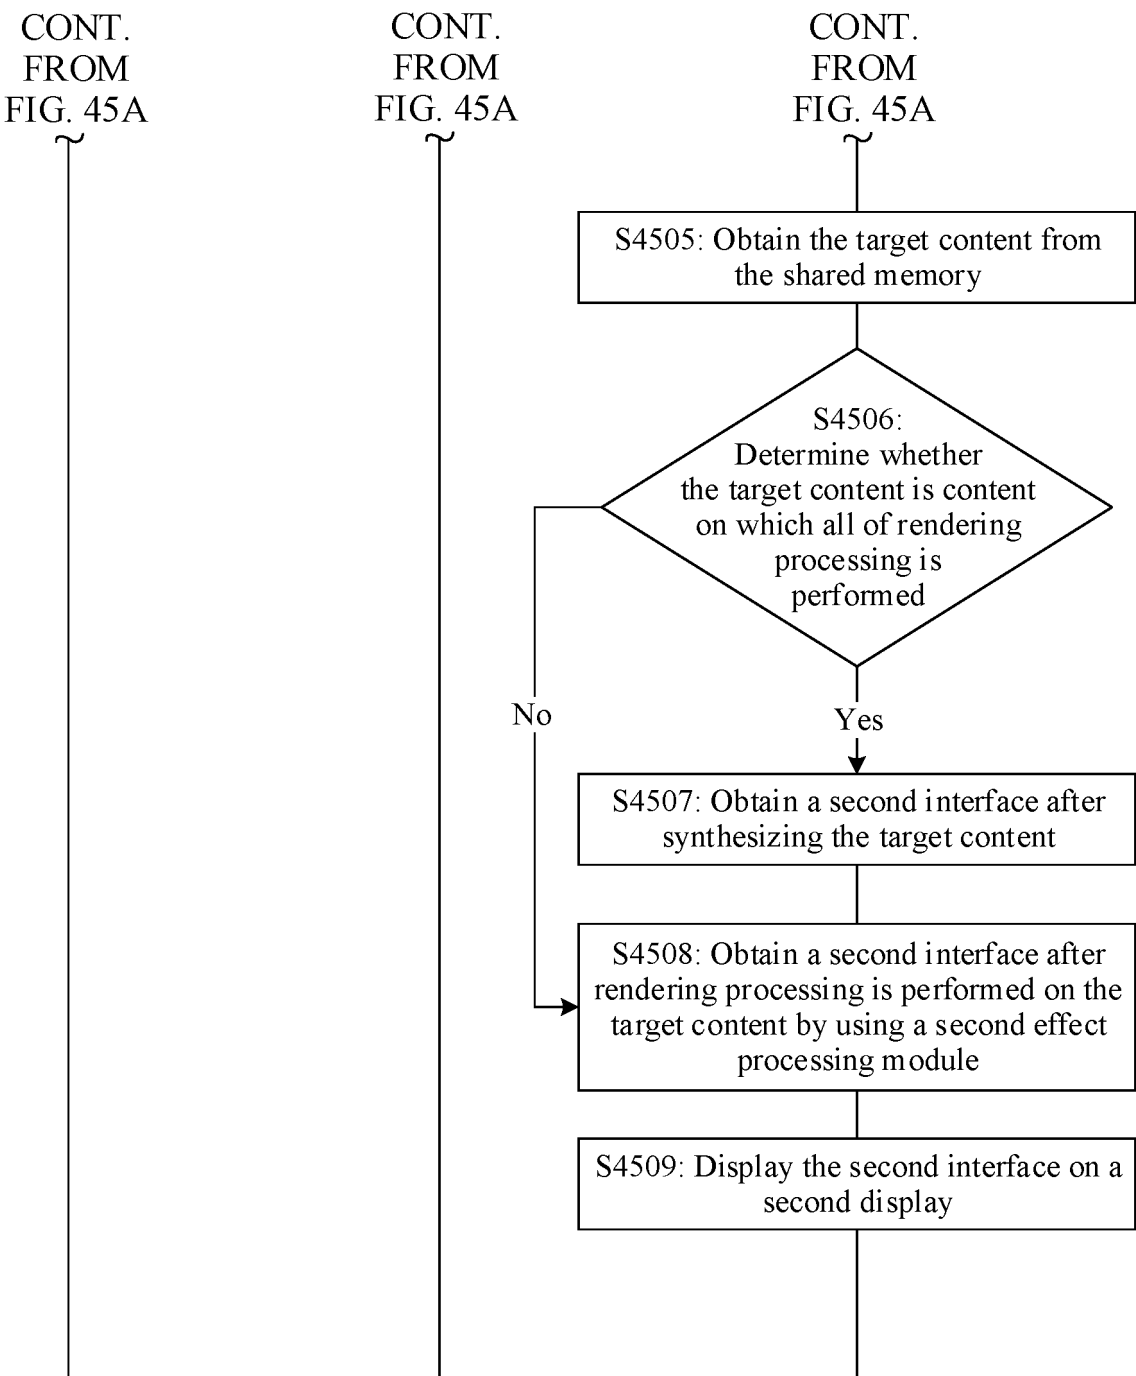 CONT.
FROM
FIG. 45A
CONT.
FROM
FIG. 45A
CONT.
FROM
FIG. 45A
S4505: Obtain the target content from
the shared memory
S4506:
Determine whether
the target content is content
on which all of rendering
processing is
performed
No
Yes
S4507: Obtain a second interface after
synthesizing the target content
S4508: Obtain a second interface after
rendering processing is performed on the
target content by using a second effect
processing module
S4509: Display the second interface on a
second display